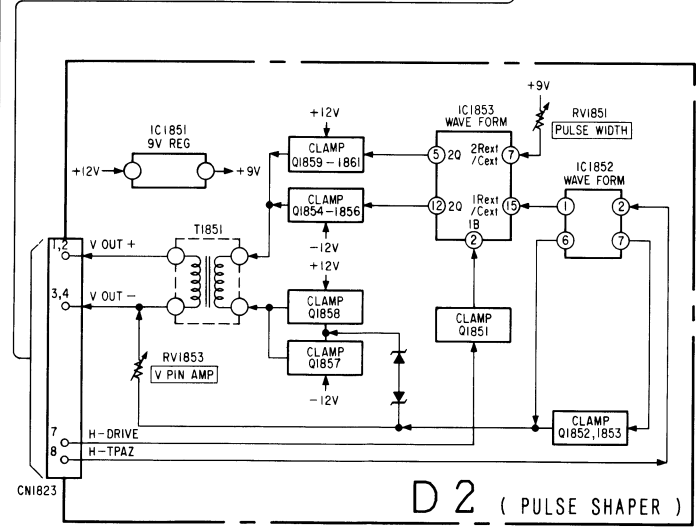 +9V
RV1851
PULSE WIDTH
+12V
IC1853
WAVE FORM
IC1851
9V REG
+12V
+9V
CLAMP
Q1859-1861
5
2Q
2Rext
/Cext
7
IC1852
WAVE FORM
CLAMP
Q1854-1856
12
2Q
1Rext
/Cext
15
1B
2
1
2
6
7
-12V
+12V
T1851
1,2
V OUT +
3,4
V OUT -
CLAMP
Q1858
CLAMP
Q1851
CLAMP
Q1857
-12V
RV1853
V PIN AMP
CLAMP
Q1852,1853
7
H-DRIVE
8
H-TPAZ
CN1823
D2 ( PULSE SHAPER )